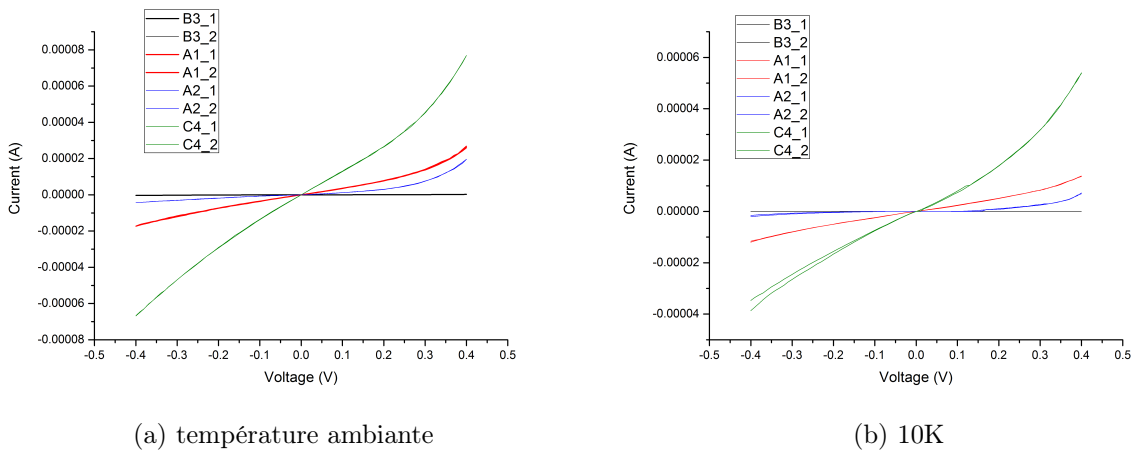 B3_1
B3_2
A1_1
A1_2
A2_1
A2_2
C4_1
C4_2
0.00008
0.00006
0.00004
0.00002
0.00000
-0.00002
-0.00004
-0.00006
-0.00008
Current (A)
-0.5 -0.4 -0.3 -0.2 -0.1 0.0 0.1 0.2 0.3 0.4 0.5
Voltage (V)
(a) température ambiante
B3_1
B3_2
A1_1
A1_2
A2_1
A2_2
C4_1
C4_2
0.00006
0.00004
0.00002
0.00000
-0.00002
-0.00004
Current (A)
-0.5 -0.4 -0.3 -0.2 -0.1 0.0 0.1 0.2 0.3 0.4 0.5
Voltage (V)
(b) 10K